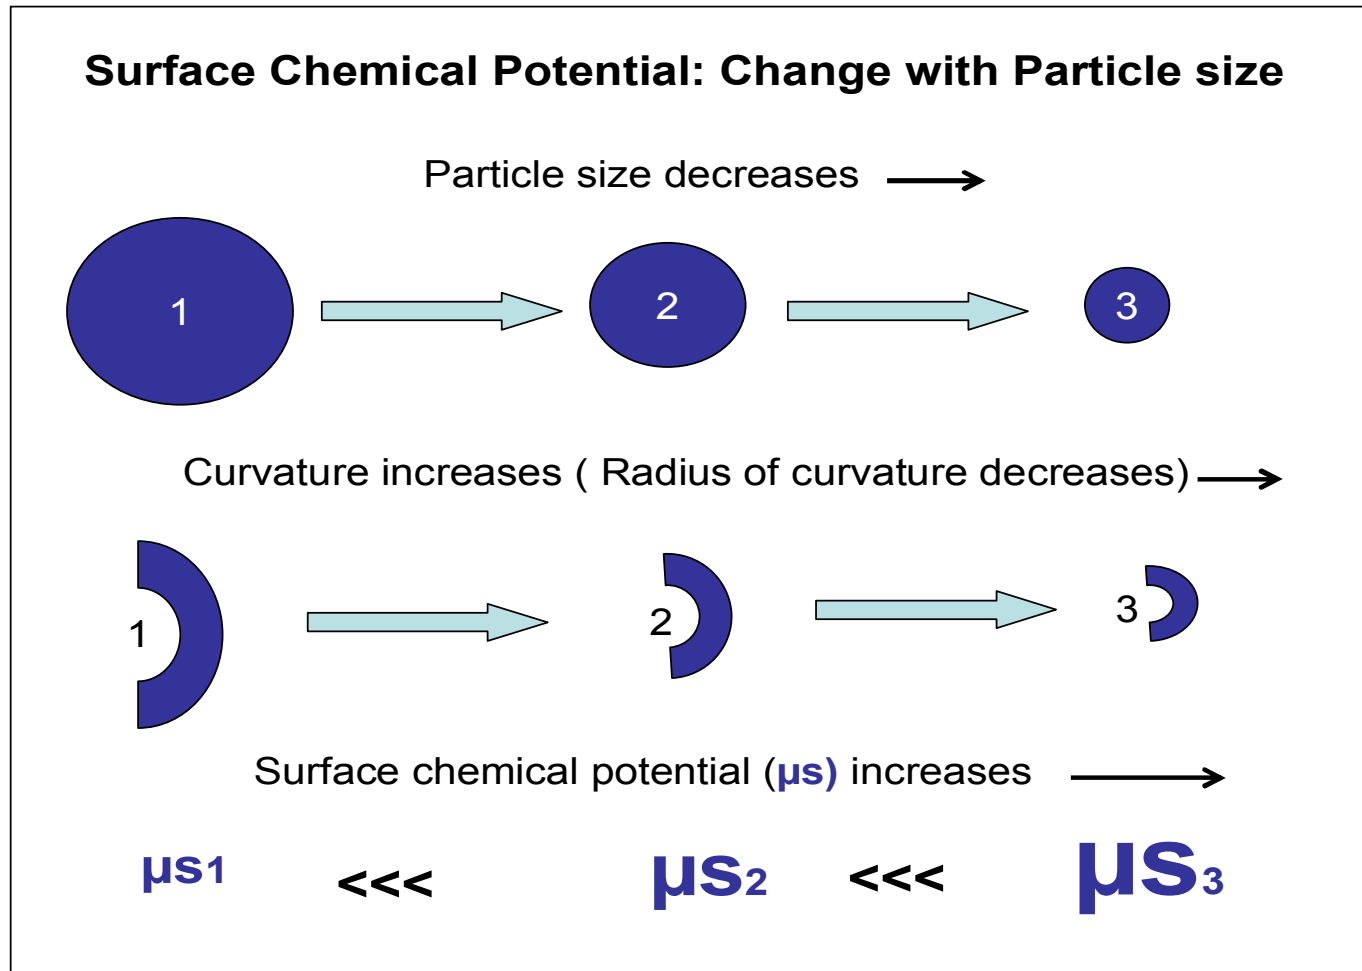 Surface Chemical Potential: Change with Particle size
Particle size decreases
1 2 3
Curvature increases ( Radius of curvature decreases)
1 2 3
Surface chemical potential (µs) increases
µs1 <<< µs2 <<< µs3